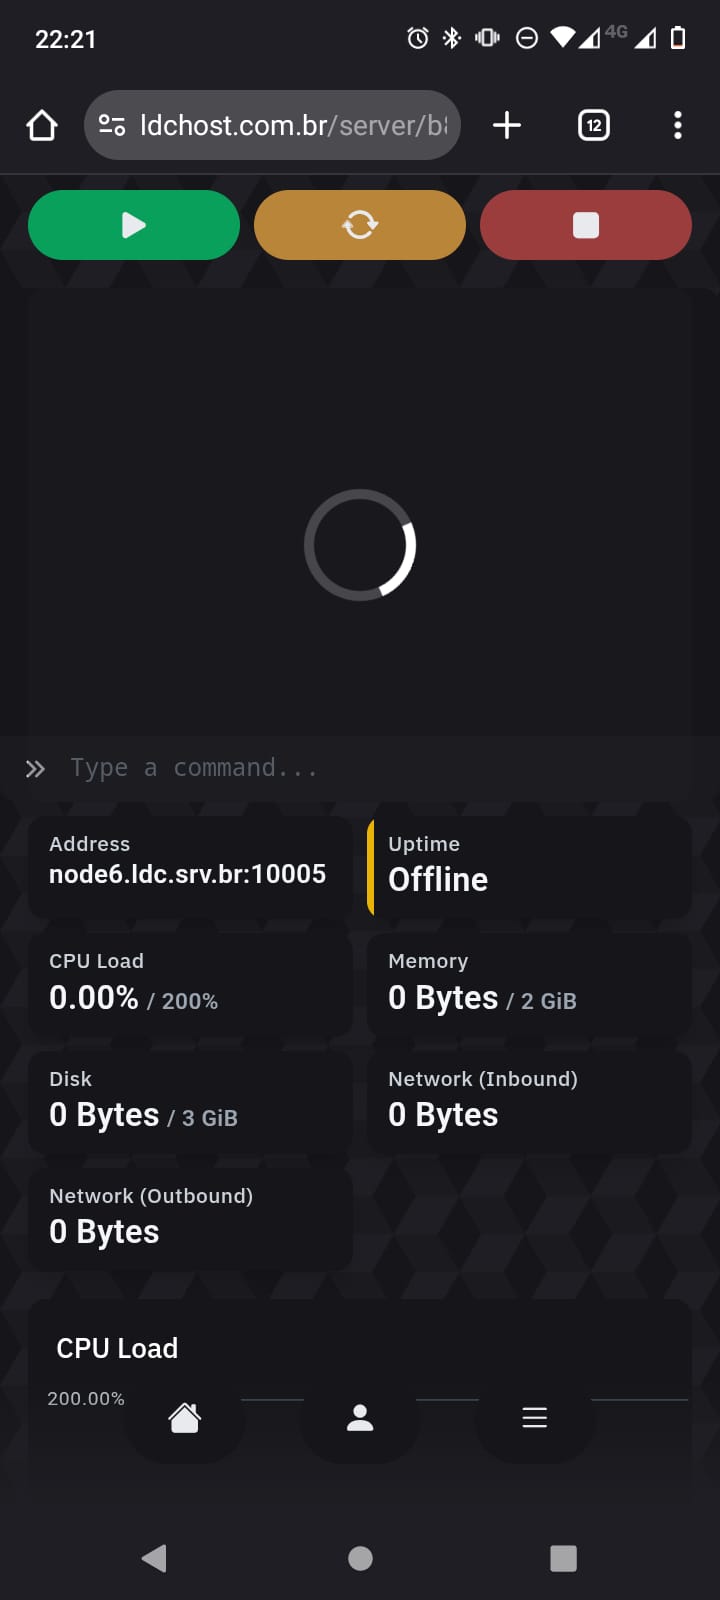 22:21
4G
ldchost.com.br/server/b
12
Type a command...
Address
node6.ldc.srv.br:10005
Uptime
Offline
CPU Load
0.00% / 200%
Memory
0 Bytes / 2 GiB
Disk
0 Bytes / 3 GiB
Network (Inbound)
0 Bytes
Network (Outbound)
0 Bytes
CPU Load
200.00%